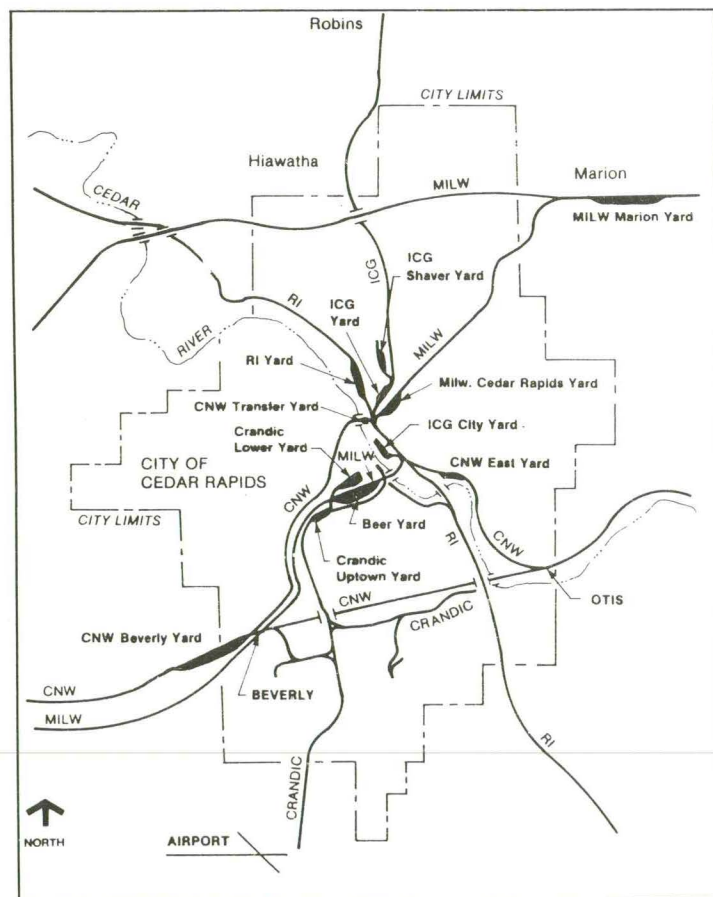 Robins
CITY LIMITS
Hiawatha
Marion
CEDAR
MILW
MILW Marion Yard
ICG
ICG
Shaver Yard
RI
ICG
Yard
MILW
RIVER
RI Yard
Milw. Cedar Rapids Yard
CNW Transfer Yard
ICG City Yard
Crandic
Lower Yard
MILW
CITY OF
CEDAR RAPIDS
CNW East Yard
CNW
CITY LIMITS
Beer Yard
RI
CNW
Crandic
Uptown Yard
CNW
OTIS
CRANDIC
CNW Beverly Yard
BEVERLY
CNW
MILW
RI
CRANDIC
NORTH
AIRPORT